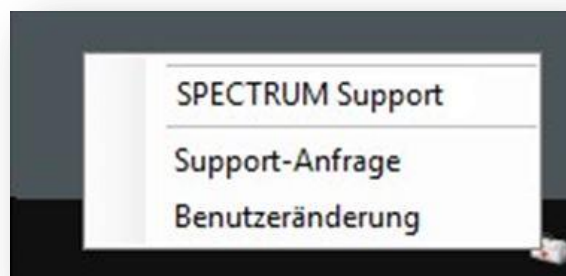 SPECTRUM Support
Support-Anfrage
Benutzeränderung